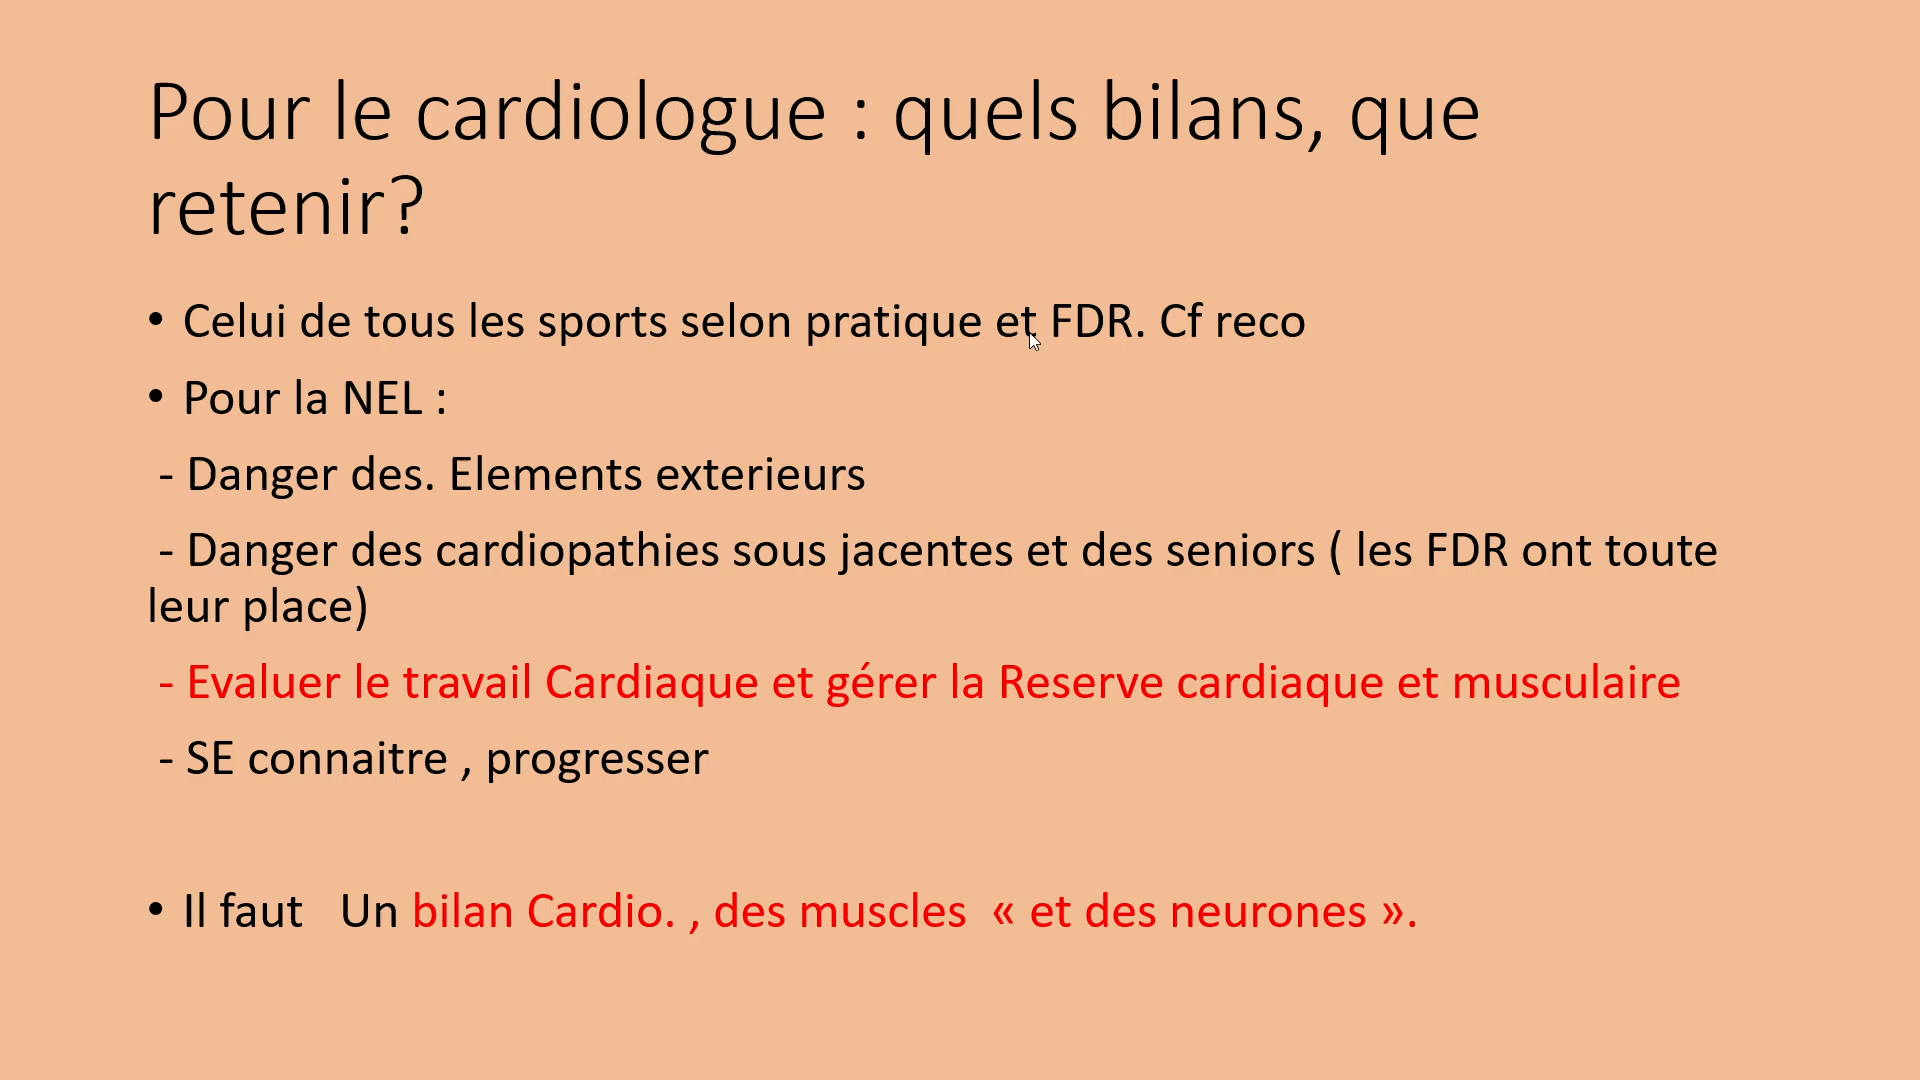 Pour le cardiologue : quels bilans, que
retenir?
• Celui de tous les sports selon pratique et FDR. Cf reco
• Pour la NEL :
- Danger des. Elements exterieurs
- Danger des cardiopathies sous jacentes et des seniors ( les FDR ont toute
leur place)
- Evaluer le travail Cardiaque et gérer la Reserve cardiaque et musculaire
- SE connaitre , progresser
• Il faut   Un bilan Cardio. , des muscles  « et des neurones ».